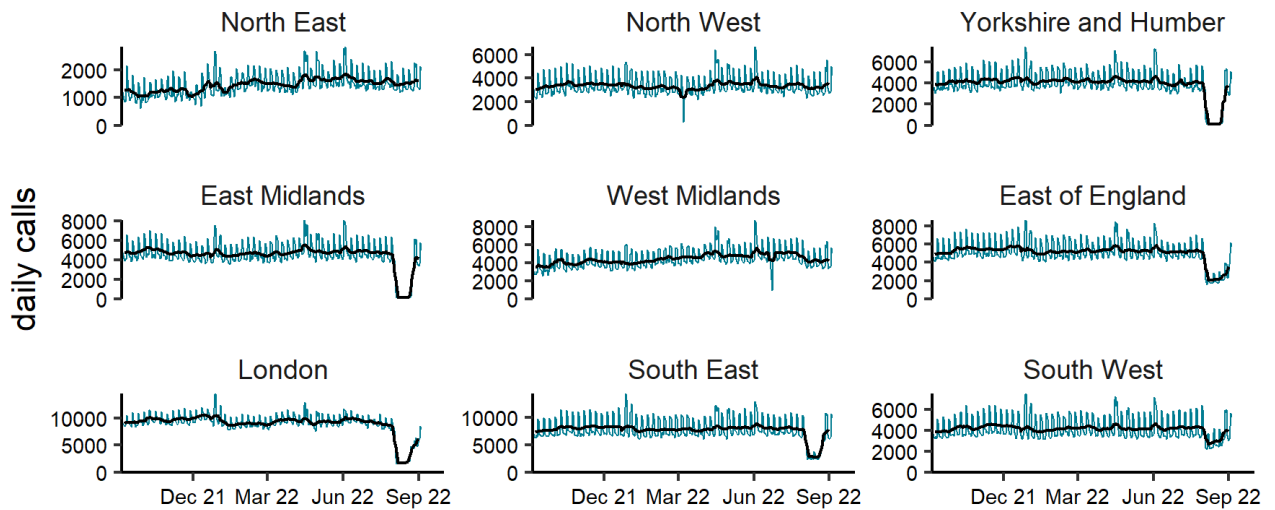 North East
North West
Yorkshire and Humber
2000
1000
0
6000
4000
2000
0
6000
4000
2000
0
daily calls
East Midlands
West Midlands
East of England
8000
6000
4000
2000
0
8000
6000
4000
2000
0
8000
6000
4000
2000
0
London
South East
South West
10000
5000
0
10000
5000
0
6000
4000
2000
0
Dec 21 Mar 22 Jun 22 Sep 22
Dec 21 Mar 22 Jun 22 Sep 22
Dec 21 Mar 22 Jun 22 Sep 22